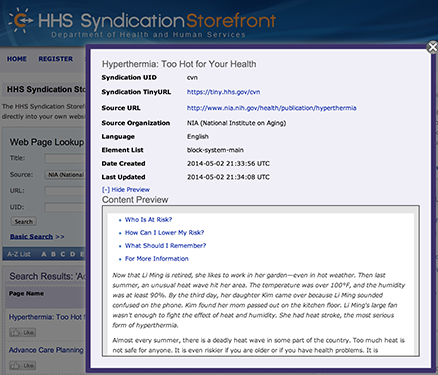 HHS Syndication Storefront
Department of Health and Human Services
HOME REGISTER
HHS Syndication Sto
The HHS Syndication Storef
directly into your own websi
Web Page Lookup
Title:
Source: NIA (National
URL:
UID:
Search
Basic Search >>
A-Z List A B C D E
Search Results: 'Ac
Page Name
Hyperthermia: Too Hot f
Like
Advance Care Planning
Like
Hyperthermia: Too Hot for Your Health
Syndication UID cvn
Syndication TinyURL https://tiny.hhs.gov/cvn
Source URL http://www.nia.nih.gov/health/publication/hyperthermia
Source Organization NIA (National Institute on Aging)
Language English
Element List block-system-main
Date Created 2014-05-02 21:33:56 UTC
Last Updated 2014-05-02 21:34:08 UTC
[-] Hide Preview
Content Preview
Who Is At Risk?
How Can I Lower My Risk?
What Should I Remember?
For More Information
Now that Li Ming is retired, she likes to work in her garden—even in hot weather. Then last
summer, an unusual heat wave hit her area. The temperature was over 100°F, and the humidity
was at least 90%. By the third day, her daughter Kim came over because Li Ming sounded
confused on the phone. Kim found her mom passed out on the kitchen floor. Li Ming's large fan
wasn't enough to fight the effect of heat and humidity. She had heat stroke, the most serious
form of hyperthermia.
Almost every summer, there is a deadly heat wave in some part of the country. Too much heat is
not safe for anyone. It is even riskier if you are older or if you have health problems. It is